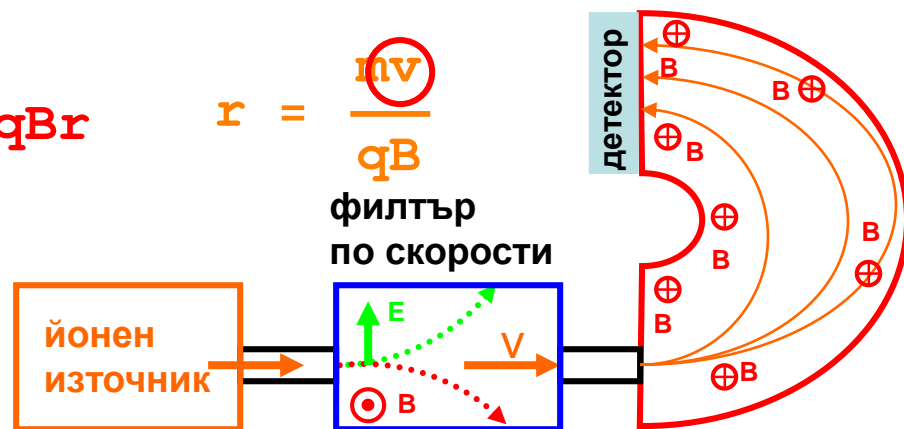 qBr
r = mv
qB
детектор
филтър
по скорости
йонен
източник
E
B
V
B
B
B
B
B
B
B